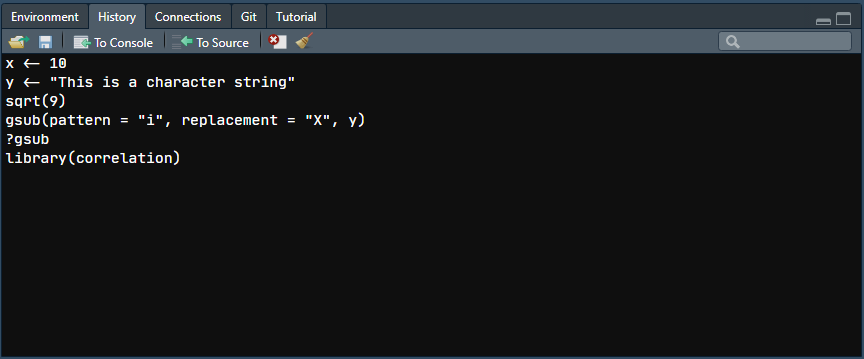 Environment History Connections Git Tutorial
To Console To Source
x <- 10
y <- "This is a character string"
sqrt(9)
gsub(pattern = "i", replacement = "X", y)
?gsub
library(correlation)